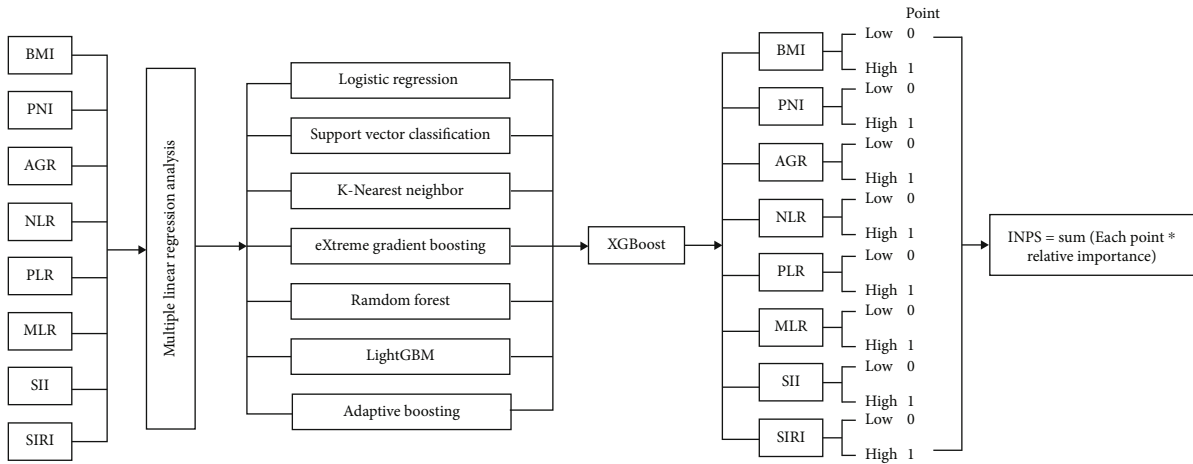 BMI
PNI
AGR
NLR
PLR
MLR
SII
SIRI
Multiple linear regression analysis
Logistic regression
Support vector classification
K-Nearest neighbor
eXtreme gradient boosting
Ramdom forest
LightGBM
Adaptive boosting
XGBoost
Point
BMI
Low 0
High 1
PNI
Low 0
High 1
AGR
Low 0
High 1
NLR
Low 0
High 1
PLR
Low 0
High 1
MLR
Low 0
High 1
SII
Low 0
High 1
SIRI
Low 0
High 1
INPS = sum (Each point *
relative importance)